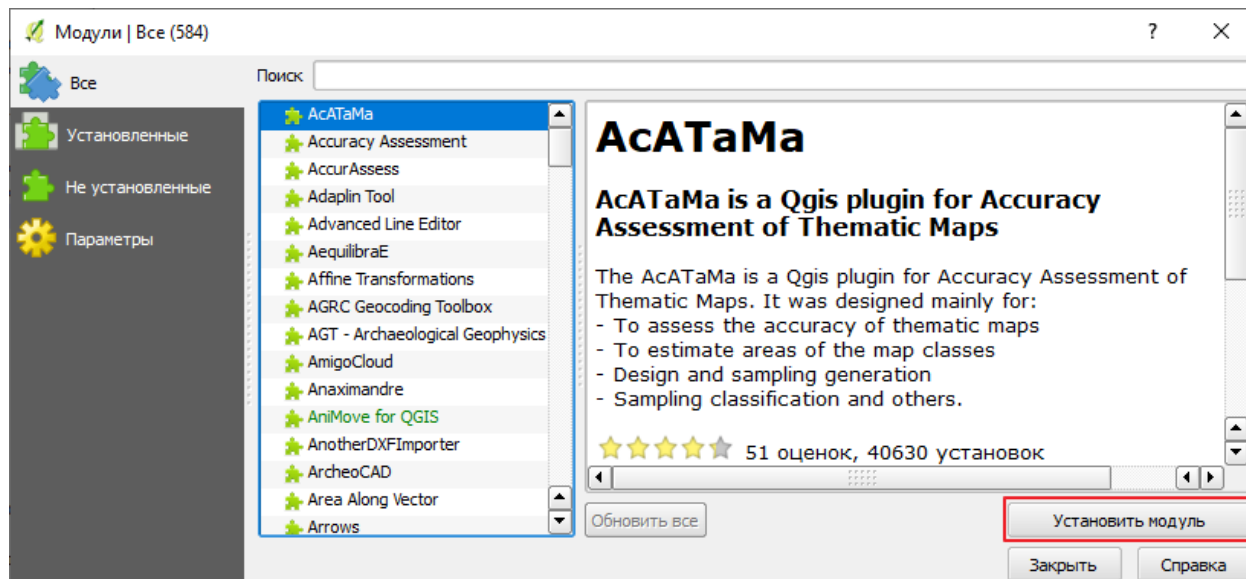 Модули | Все (584)
?
Все
Установленные
Не установленные
Параметры
Поиск
AcATaMa
Accuracy Assessment
AccurAssess
Adaplin Tool
Advanced Line Editor
AequilibraE
Affine Transformations
AGRC Geocoding Toolbox
AGT - Archaeological Geophysics
AmigoCloud
Anaximandre
AniMove for QGIS
AnotherDXFImporter
ArcheoCAD
Area Along Vector
Arrows
AcATaMa
AcATaMa is a Qgis plugin for Accuracy
Assessment of Thematic Maps
The AcATaMa is a Qgis plugin for Accuracy Assessment of
Thematic Maps. It was designed mainly for:
- To assess the accuracy of thematic maps
- To estimate areas of the map classes
- Design and sampling generation
- Sampling classification and others.
51 оценок, 40630 установок
Обновить все
Установить модуль
Закрыть
Справка